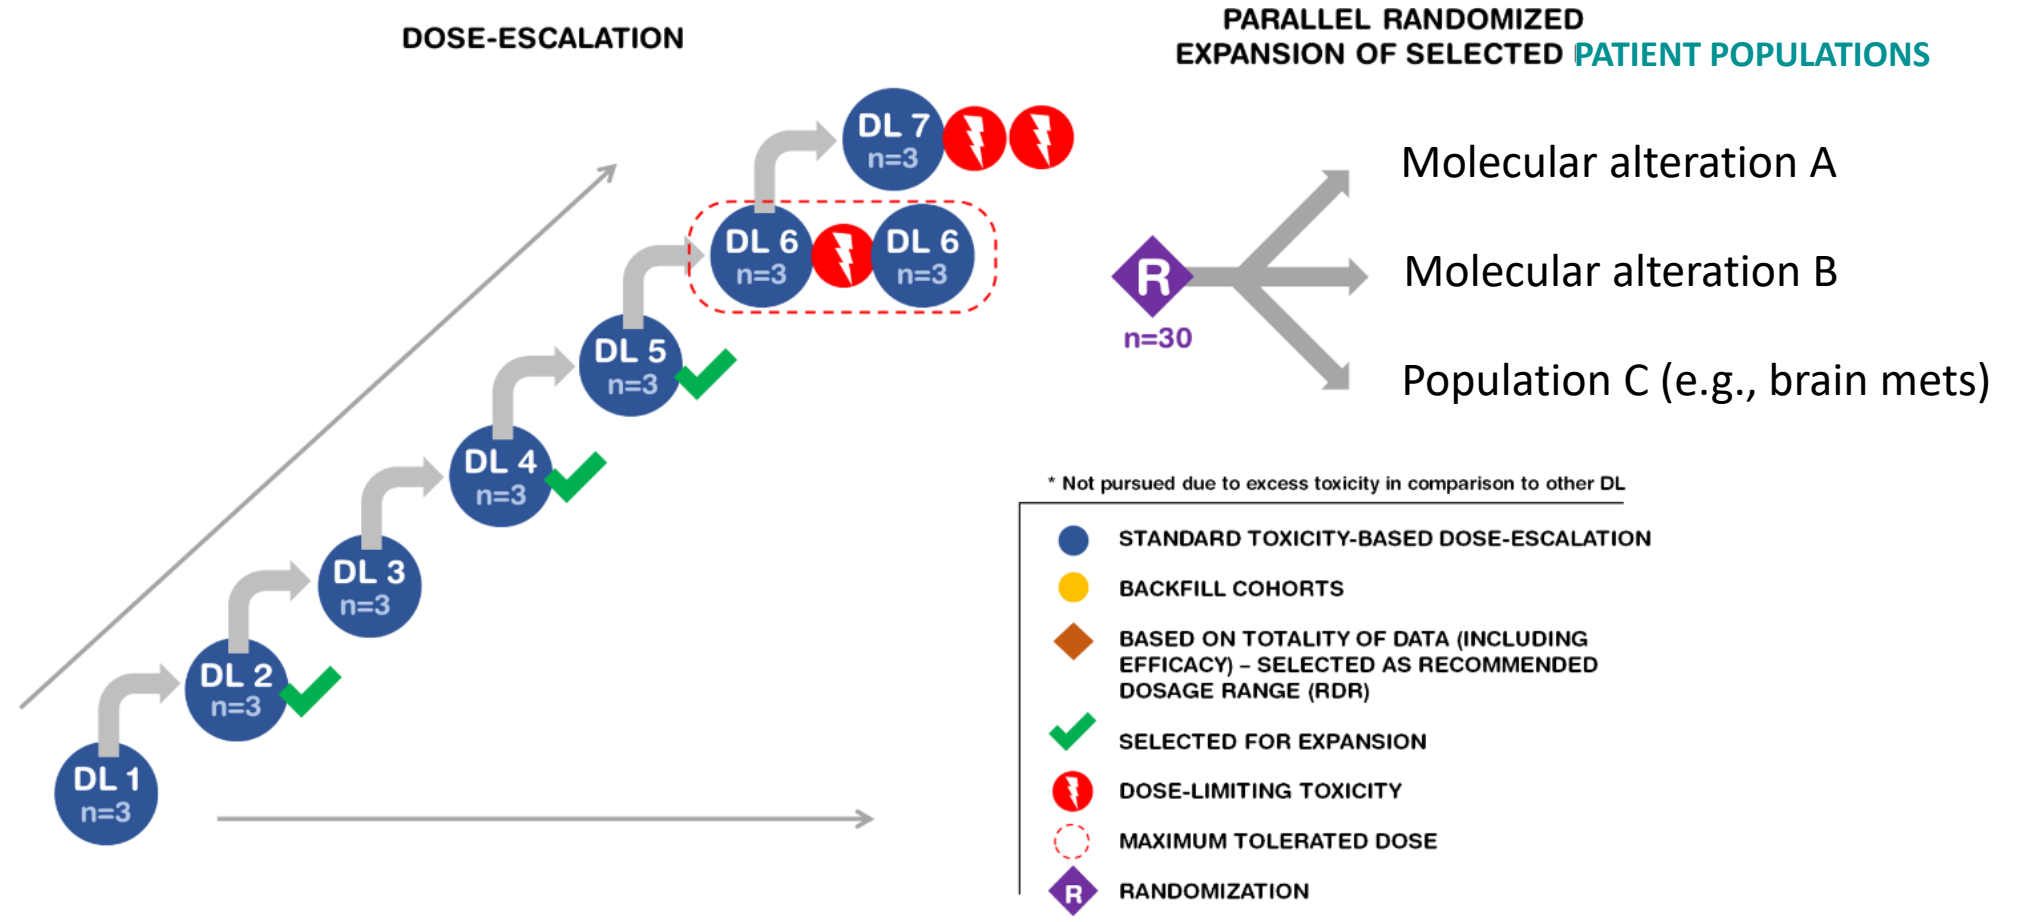 DOSE-ESCALATION
PARALLEL RANDOMIZED
EXPANSION OF SELECTED PATIENT POPULATIONS
DL 7
n=3
DL 6
n=3
DL 6
n=3
DL 5
n=3
DL 4
n=3
DL 3
n=3
DL 2
n=3
DL 1
n=3
R
n=30
Molecular alteration A
Molecular alteration B
Population C (e.g., brain mets)
* Not pursued due to excess toxicity in comparison to other DL
STANDARD TOXICITY-BASED DOSE-ESCALATION
BACKFILL COHORTS
BASED ON TOTALITY OF DATA (INCLUDING
EFFICACY) – SELECTED AS RECOMMENDED
DOSAGE RANGE (RDR)
SELECTED FOR EXPANSION
DOSE-LIMITING TOXICITY
MAXIMUM TOLERATED DOSE
R RANDOMIZATION